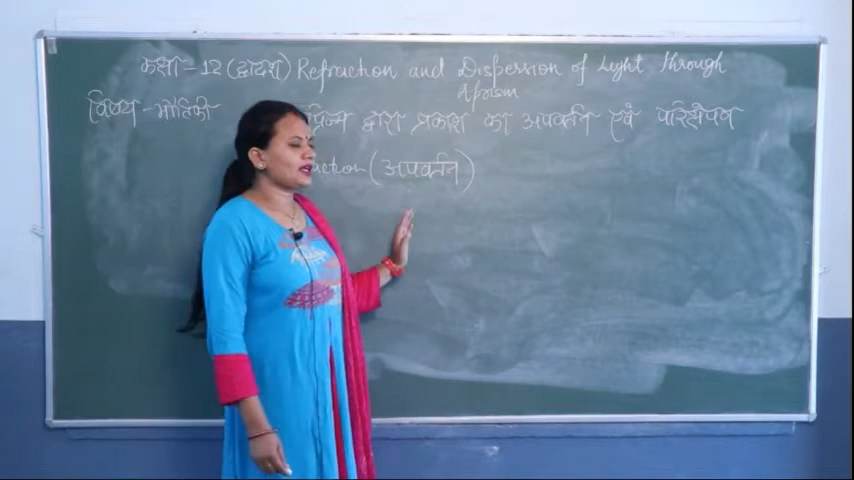 कक्षा-12 (द्वादश) Refraction and Dispersion of Light through
a prism
विषय-भौतिकी प्रिज्म द्वारा प्रकाश का अपवर्तन एवं परिक्षेपण
(अपवर्तन)